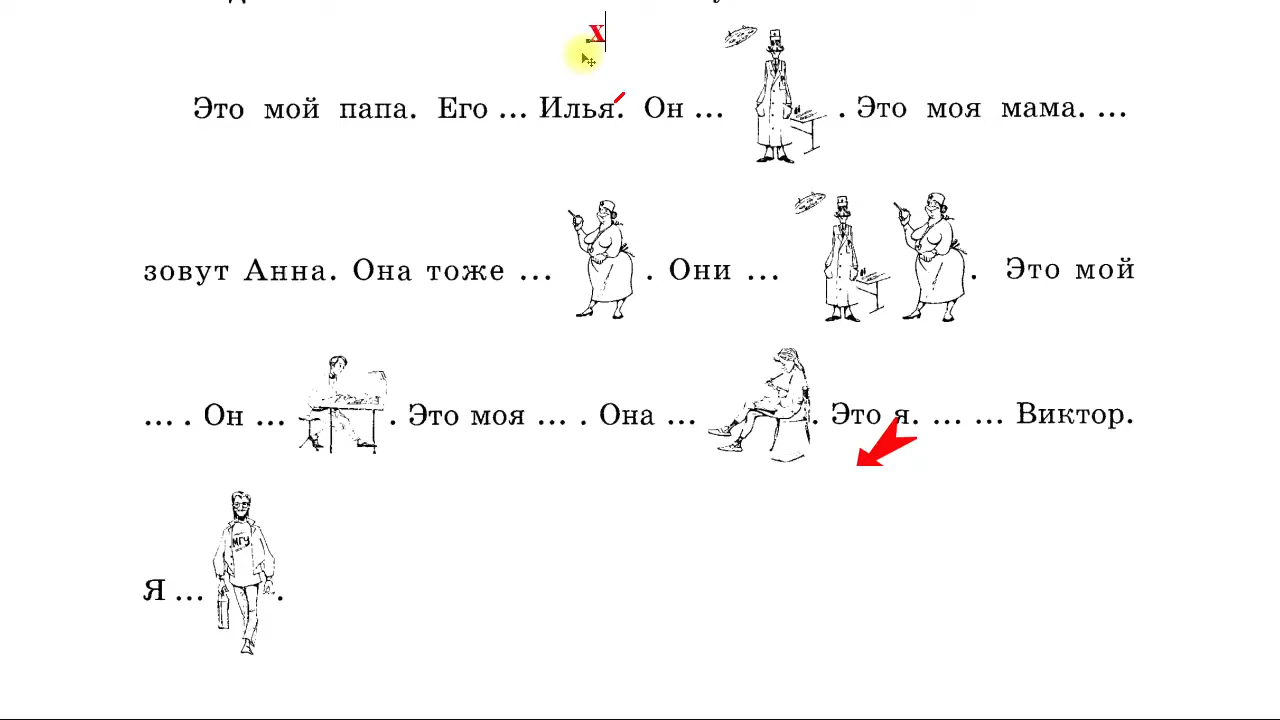 х
Это мой папа. Его ... Илья. Он ... . Это моя мама. ...
зовут Анна. Она тоже ... . Они ... . Это мой
... . Он ... . Это моя ... . Она ... . Это я. ... ... Виктор.
МГУ
Я ... .